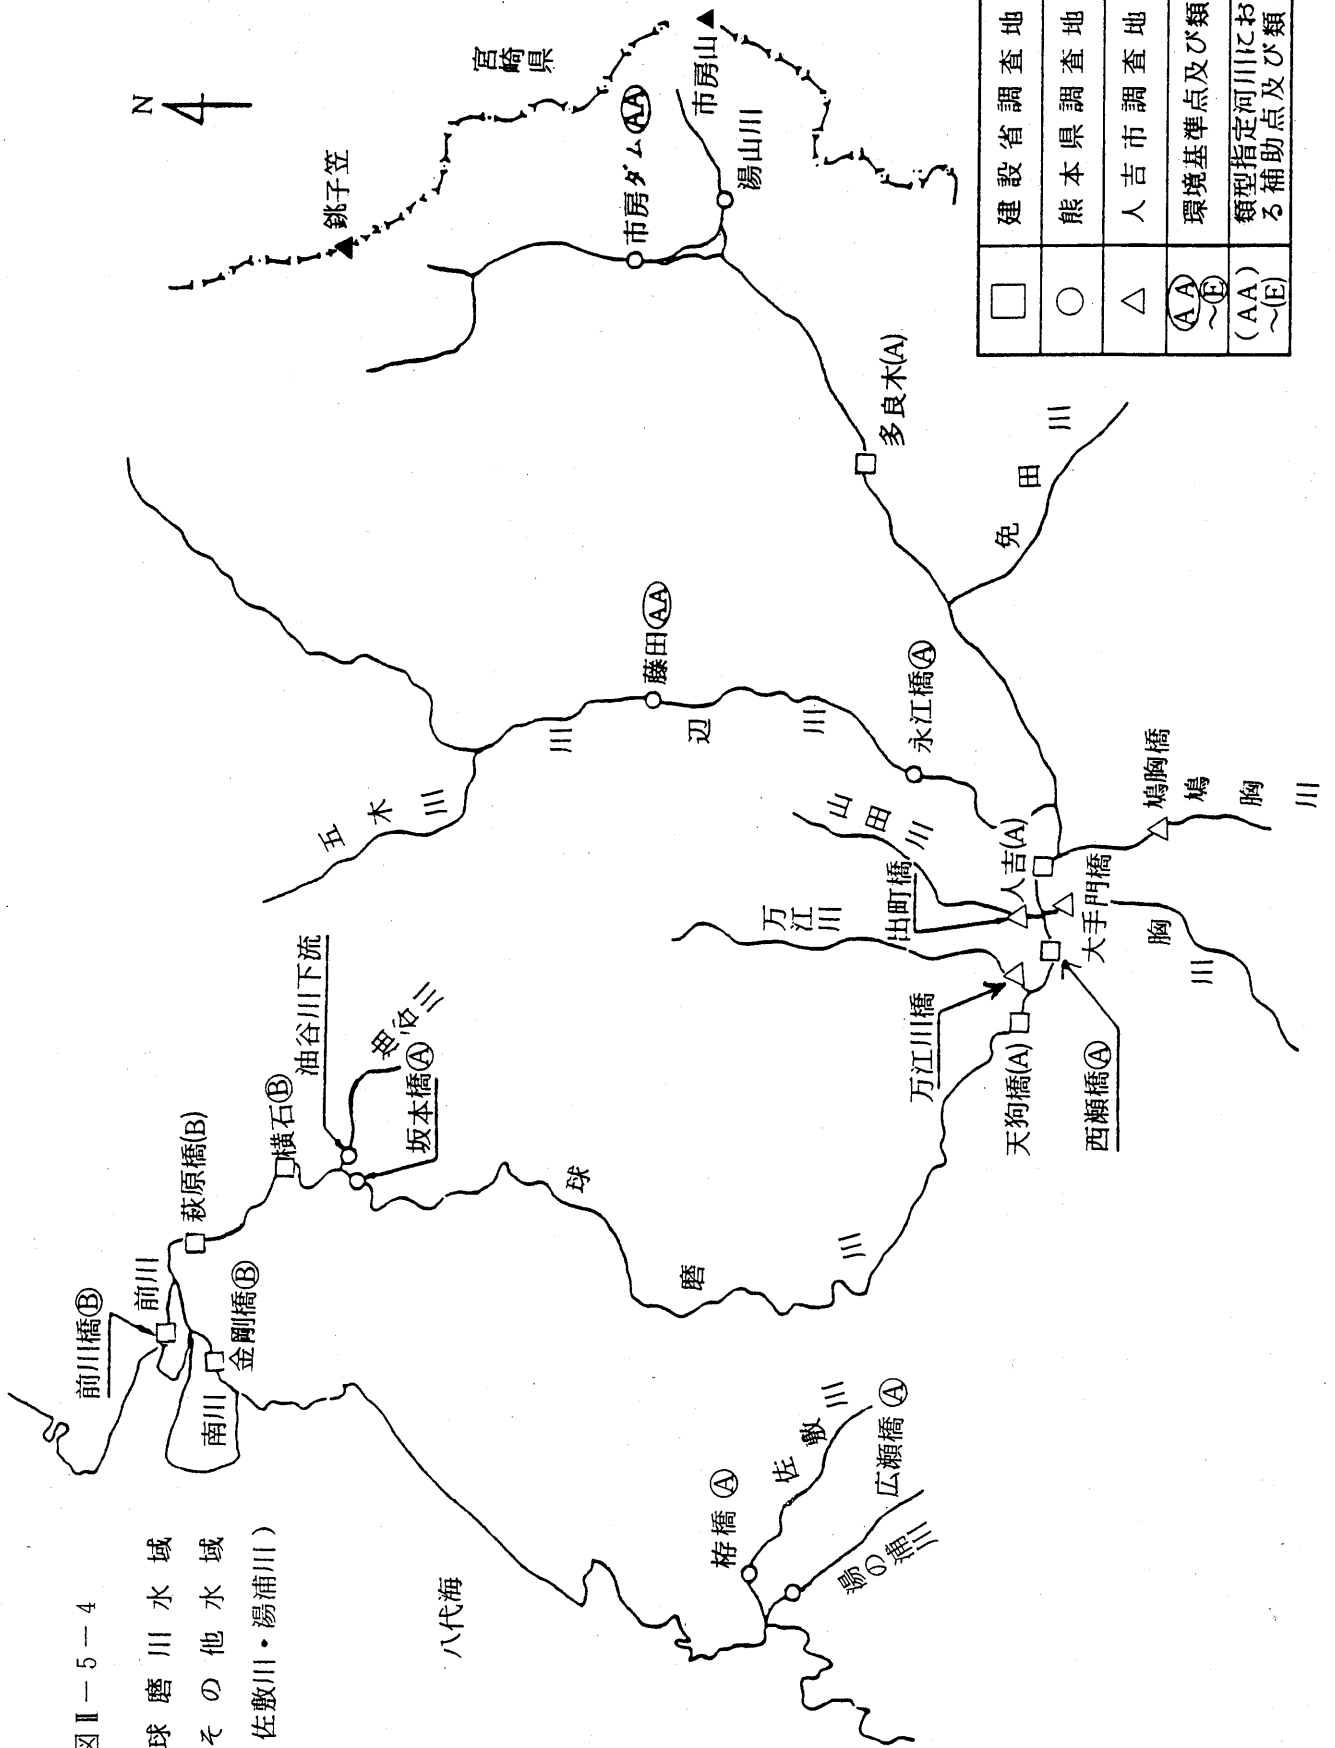 図Ⅱ－5－4
球磨川水域
その他水域
佐敷川・湯浦川）
N
宮崎県
銚子笠
市房山
市房ダムAA
湯山川
多良木(A)
免田川
五木川
川辺川
藤田AA
永江橋A
山田川
出町橋
万江川
万江川橋
人吉(A)
大手門橋
鳩胸橋
鳩胸川
胸川
西瀬橋A
天狗橋(A)
球磨川
油谷川下流
油谷川
坂本橋A
横石B
萩原橋(B)
前川
前川橋B
金剛橋B
南川
八代海
栫橋A
佐敷川
広瀬橋A
湯の浦川
□ 建設省調査地
○ 熊本県調査地
△ 人吉市調査地
AA～E 環境基準点及び類
(AA)～(E) 類型指定河川にお
る補助点及び類